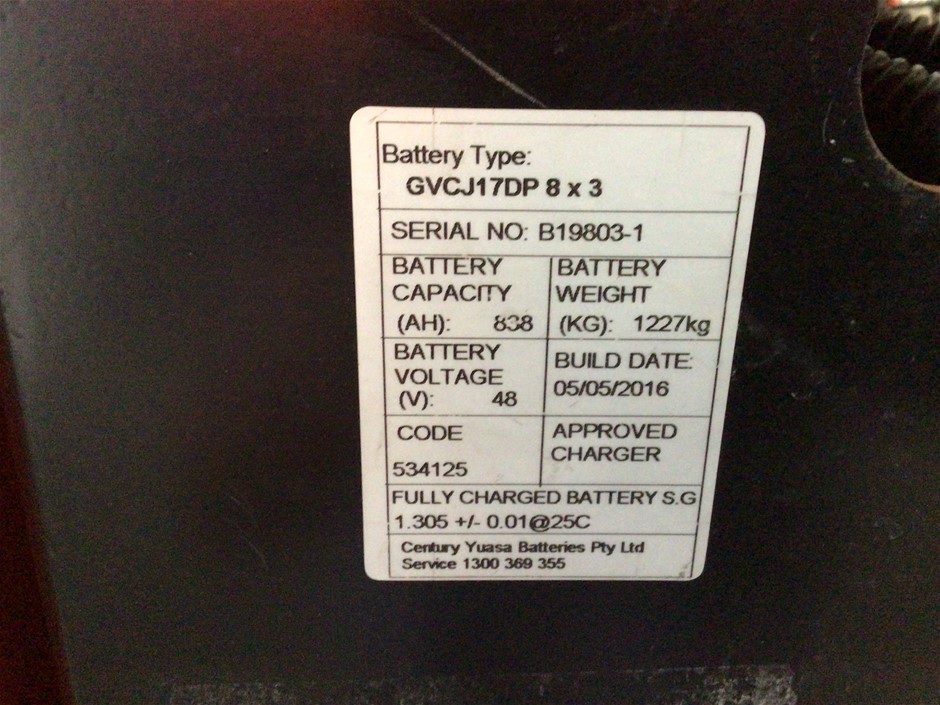 Battery Type:
GVCJ17DP 8 x 3
SERIAL NO: B19803-1
BATTERY CAPACITY (AH): 838
BATTERY WEIGHT (KG): 1227kg
BATTERY VOLTAGE (V): 48
BUILD DATE: 05/05/2016
CODE 534125
APPROVED CHARGER
FULLY CHARGED BATTERY S.G
1.305 +/- 0.01@25C
Century Yuasa Batteries Pty Ltd
Service 1300 369 355